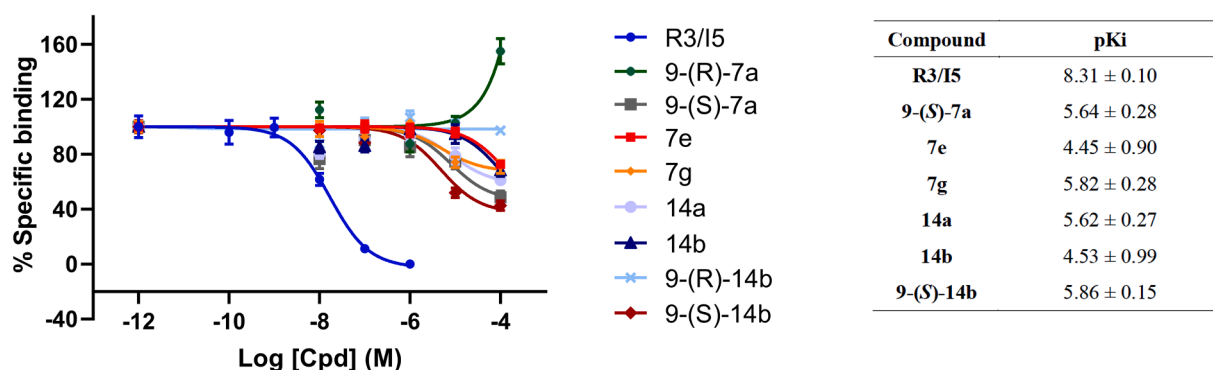 % Specific binding
160
120
80
40
0
-40
-12
-10
-8
-6
-4
Log [Cpd] (M)
R3/I5
9-(R)-7a
9-(S)-7a
7e
7g
14a
14b
9-(R)-14b
9-(S)-14b
Compound pKi
R3/I5 8.31 ± 0.10
9-(S)-7a 5.64 ± 0.28
7e 4.45 ± 0.90
7g 5.82 ± 0.28
14a 5.62 ± 0.27
14b 4.53 ± 0.99
9-(S)-14b 5.86 ± 0.15